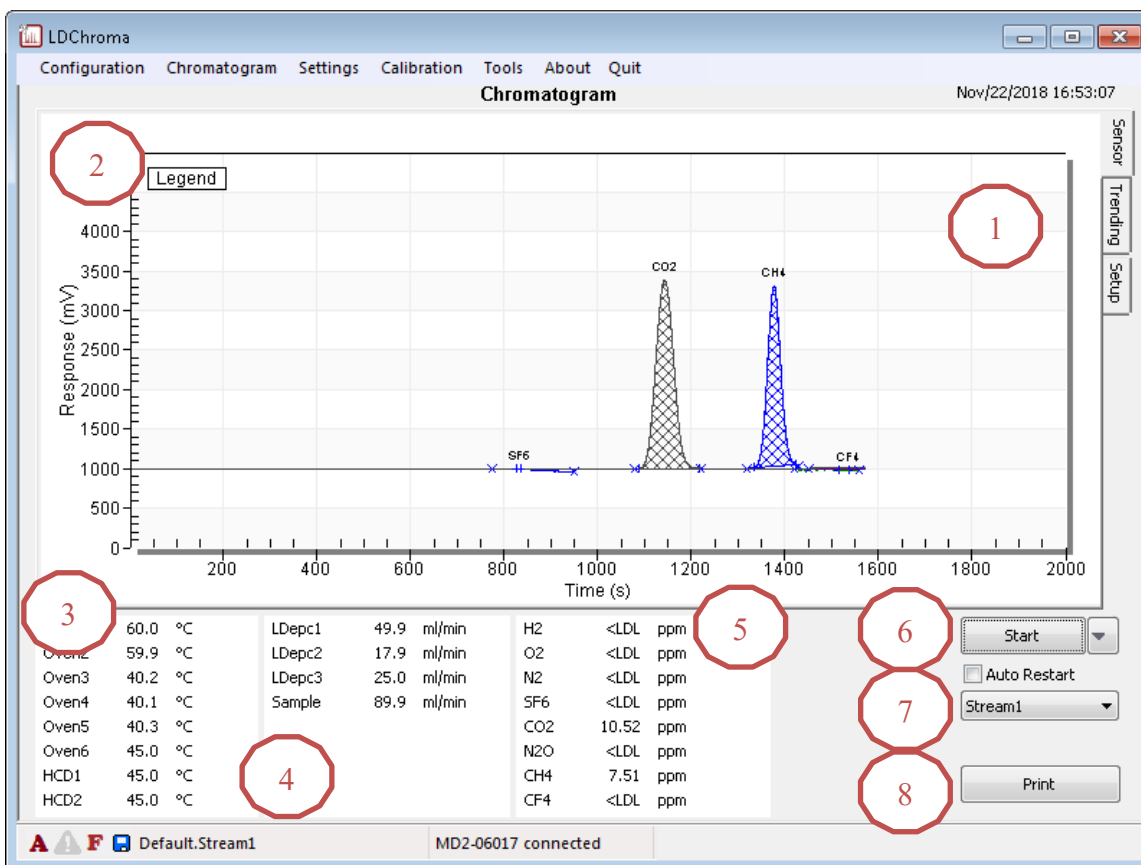 LDChroma
Configuration Chromatogram Settings Calibration Tools About Quit
Chromatogram
Nov/22/2018 16:53:07
Sensor
Trending
Setup
2
Legend
1
4000
3500
3000
2500
2000
1500
1000
500
0
Response (mV)
CO2
CH4
SF6
CF4
200 400 600 800 1000 1200 1400 1600 1800 2000
Time (s)
3
60.0 °C
Oven2 59.9 °C
Oven3 40.2 °C
Oven4 40.1 °C
Oven5 40.3 °C
Oven6 45.0 °C
HCD1 45.0 °C
HCD2 45.0 °C
LDepc1 49.9 ml/min
LDepc2 17.9 ml/min
LDepc3 25.0 ml/min
Sample 89.9 ml/min
4
H2 <LDL ppm
O2 <LDL ppm
N2 <LDL ppm
SF6 <LDL ppm
CO2 10.52 ppm
N2O <LDL ppm
CH4 7.51 ppm
CF4 <LDL ppm
5
6
Start
Auto Restart
7
Stream1
8
Print
A F Default.Stream1
MD2-06017 connected